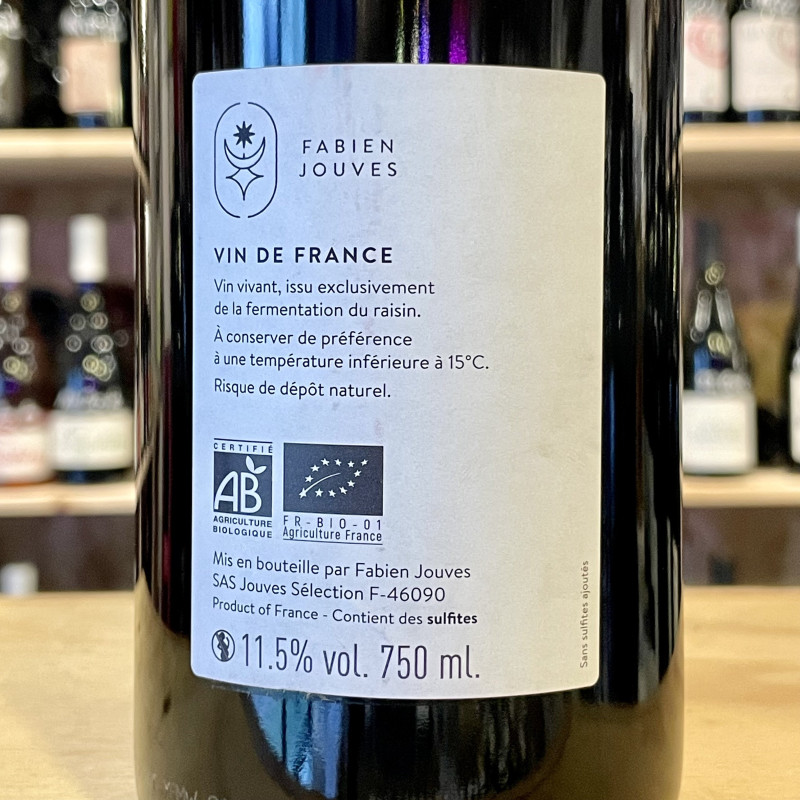 FABIEN
JOUVES
VIN DE FRANCE
Vin vivant, issu exclusivement
de la fermentation du raisin.
À conserver de préférence
à une température inférieure à 15°C.
Risque de dépôt naturel.
CERTIFIÉ
AB
AGRICULTURE
BIOLOGIQUE
FR-BIO-01
Agriculture France
Mis en bouteille par Fabien Jouves
SAS Jouves Sélection F-46090
Product of France - Contient des sulfites
11.5% vol. 750 ml.
Sans sulfites ajoutés